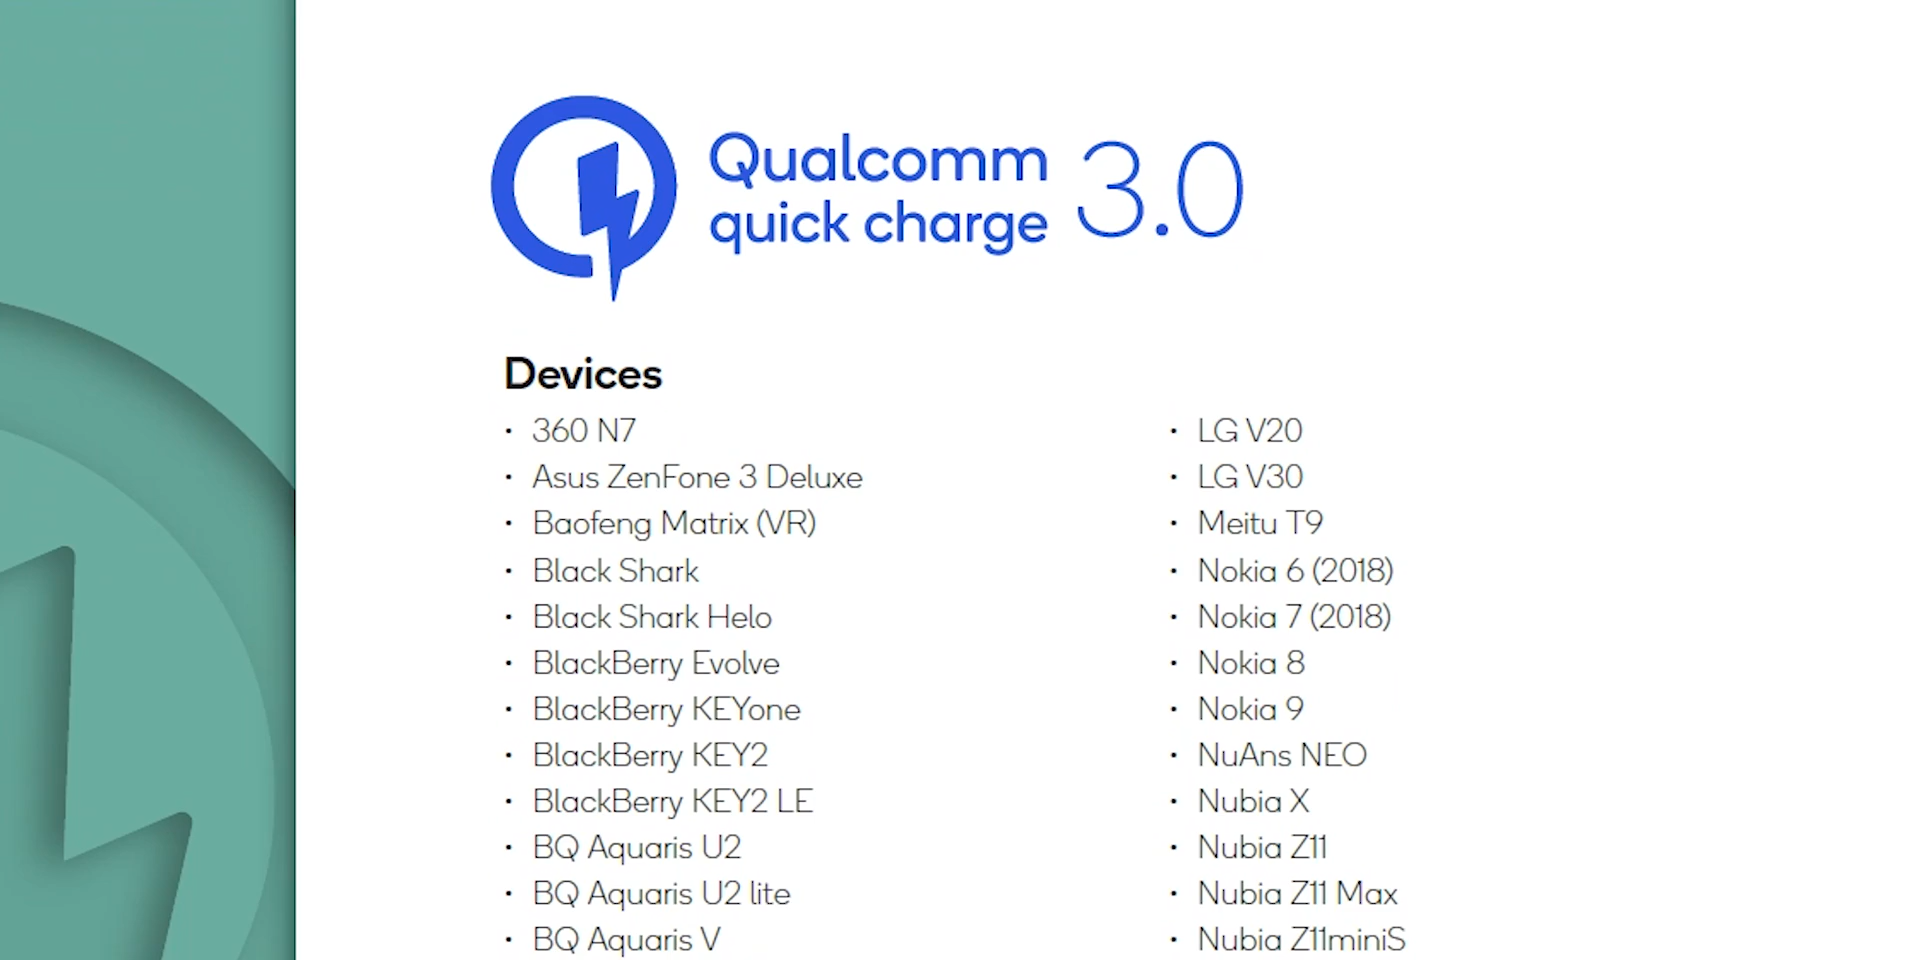 Qualcomm
quick charge 3.0
Devices
• 360 N7
• Asus ZenFone 3 Deluxe
• Baofeng Matrix (VR)
• Black Shark
• Black Shark Helo
• BlackBerry Evolve
• BlackBerry KEYone
• BlackBerry KEY2
• BlackBerry KEY2 LE
• BQ Aquaris U2
• BQ Aquaris U2 lite
• BQ Aquaris V
• LG V20
• LG V30
• Meitu T9
• Nokia 6 (2018)
• Nokia 7 (2018)
• Nokia 8
• Nokia 9
• NuAns NEO
• Nubia X
• Nubia Z11
• Nubia Z11 Max
• Nubia Z11miniS